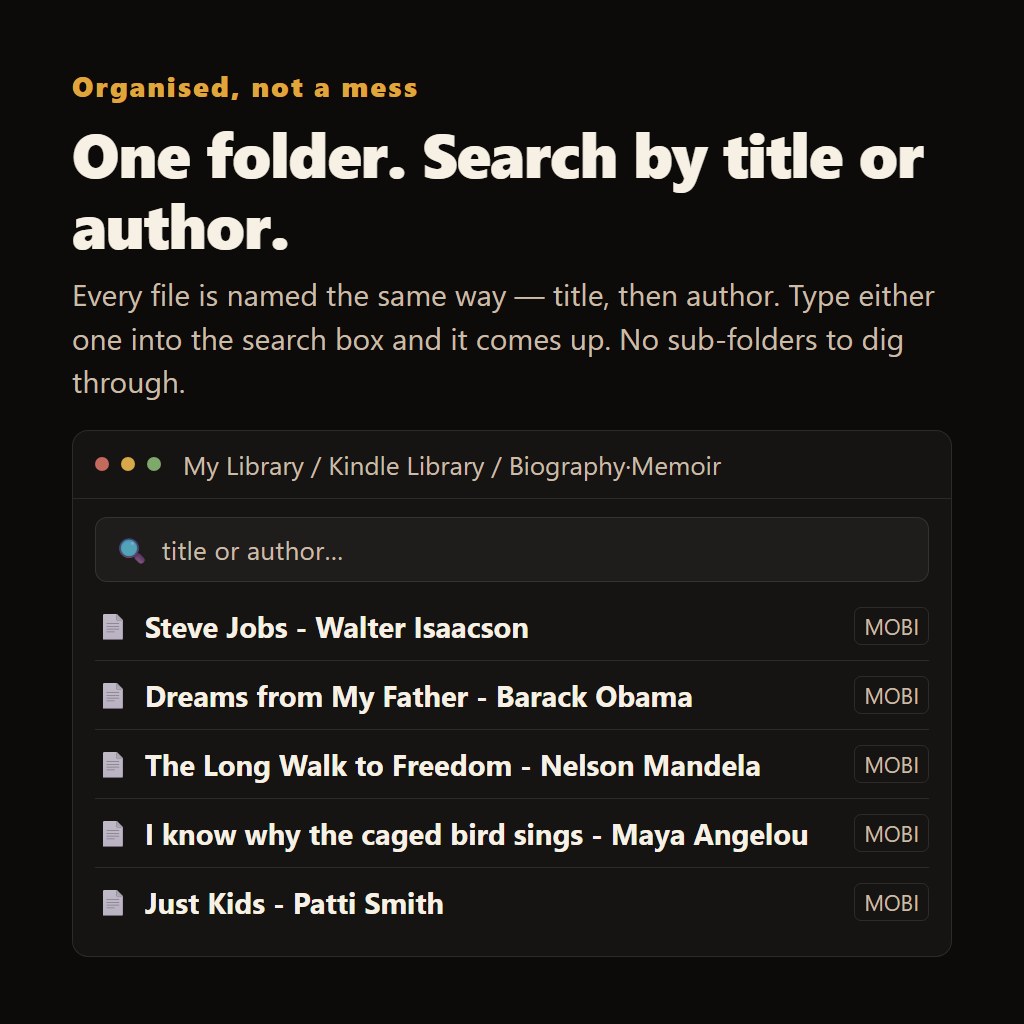 Organised, not a mess
One folder. Search by title or
author.
Every file is named the same way — title, then author. Type either
one into the search box and it comes up. No sub-folders to dig
through.
My Library / Kindle Library / Biography·Memoir
title or author...
Steve Jobs - Walter Isaacson MOBI
Dreams from My Father - Barack Obama MOBI
The Long Walk to Freedom - Nelson Mandela MOBI
I know why the caged bird sings - Maya Angelou MOBI
Just Kids - Patti Smith MOBI